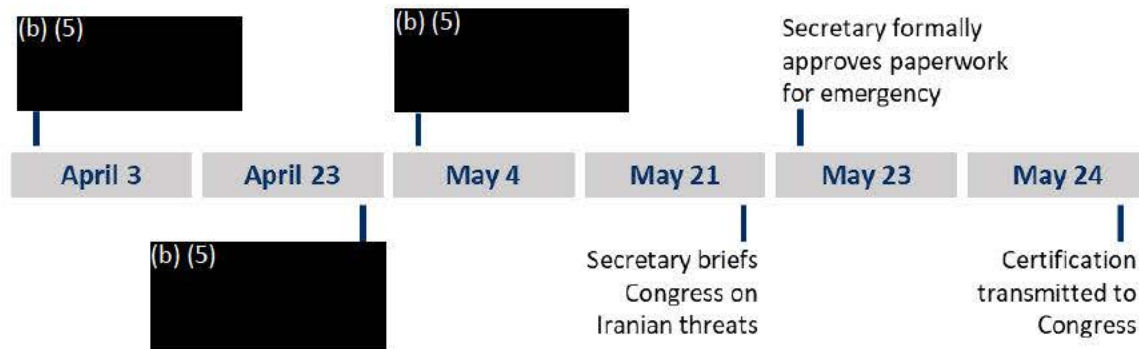 (b) (5)
(b) (5)
Secretary formally
approves paperwork
for emergency
April 3
April 23
May 4
May 21
May 23
May 24
(b) (5)
Secretary briefs
Congress on
Iranian threats
Certification
transmitted to
Congress